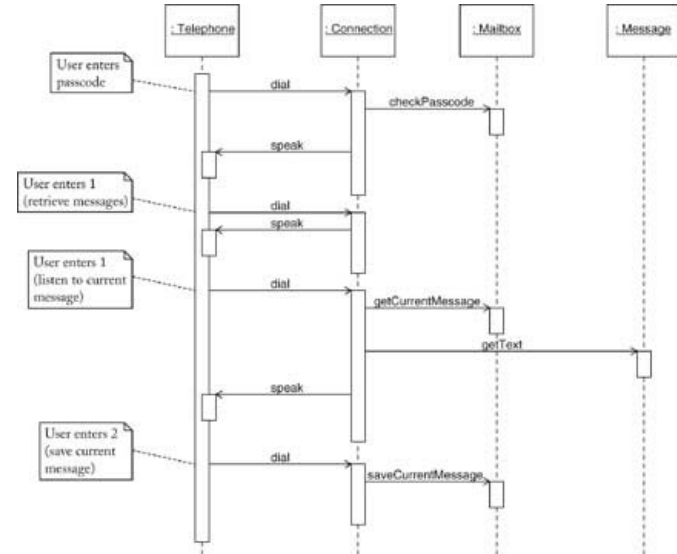 : Telephone
: Connection
: Mailbox
: Message
User enters
passcode
dial
checkPasscode
speak
User enters 1
(retrieve messages)
dial
speak
User enters 1
(listen to current
message)
dial
getCurrentMessage
getText
speak
User enters 2
(save current
message)
dial
saveCurrentMessage